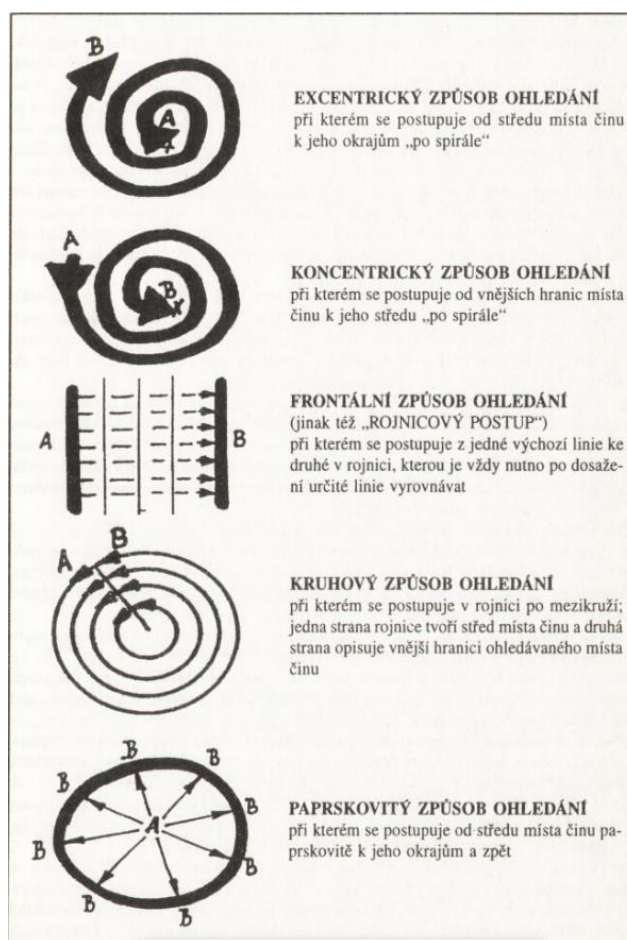 B
A
EXCENTRICKÝ ZPŮSOB OHLEDÁNÍ
při kterém se postupuje od středu místa činu
k jeho okrajům „po spirále“
A
B
KONCENTRICKÝ ZPŮSOB OHLEDÁNÍ
při kterém se postupuje od vnějších hranic místa
činu k jeho středu „po spirále“
A
B
FRONTÁLNÍ ZPŮSOB OHLEDÁNÍ
(jinak též „ROJNICOVÝ POSTUP“)
při kterém se postupuje z jedné výchozí linie ke
druhé v rojnici, kterou je vždy nutno po dosaže-
ní určité linie vyrovnávat
A
B
KRUHOVÝ ZPŮSOB OHLEDÁNÍ
při kterém se postupuje v rojnici po mezikruží;
jedna strana rojnice tvoří střed místa činu a druhá
strana opisuje vnější hranici ohledávaného místa
činu
B
B
B
B
A
B
B
B
B
B
PAPRSKOVITÝ ZPŮSOB OHLEDÁNÍ
při kterém se postupuje od středu místa činu pa-
prskovitě k jeho okrajům a zpět